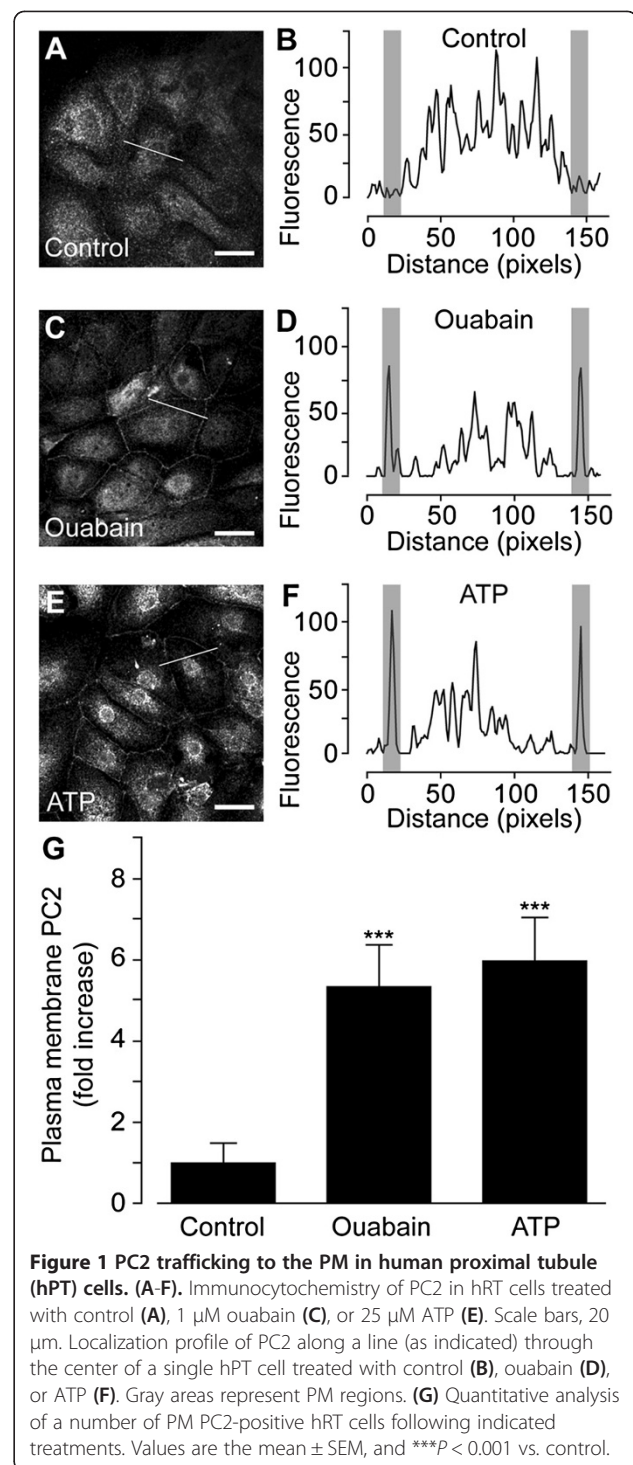 A
Control
B
Control
100
50
0
Fluorescence
0 50 100 150
Distance (pixels)
C
Ouabain
D
Ouabain
100
50
0
Fluorescence
0 50 100 150
Distance (pixels)
E
ATP
F
ATP
100
50
0
Fluorescence
0 50 100 150
Distance (pixels)
G
8
6
4
2
0
Plasma membrane PC2
(fold increase)
***
***
Control Ouabain ATP
Figure 1 PC2 trafficking to the PM in human proximal tubule
(hPT) cells. (A-F). Immunocytochemistry of PC2 in hRT cells treated
with control (A), 1 μM ouabain (C), or 25 μM ATP (E). Scale bars, 20
μm. Localization profile of PC2 along a line (as indicated) through
the center of a single hPT cell treated with control (B), ouabain (D),
or ATP (F). Gray areas represent PM regions. (G) Quantitative analysis
of a number of PM PC2-positive hRT cells following indicated
treatments. Values are the mean ± SEM, and ***P < 0.001 vs. control.